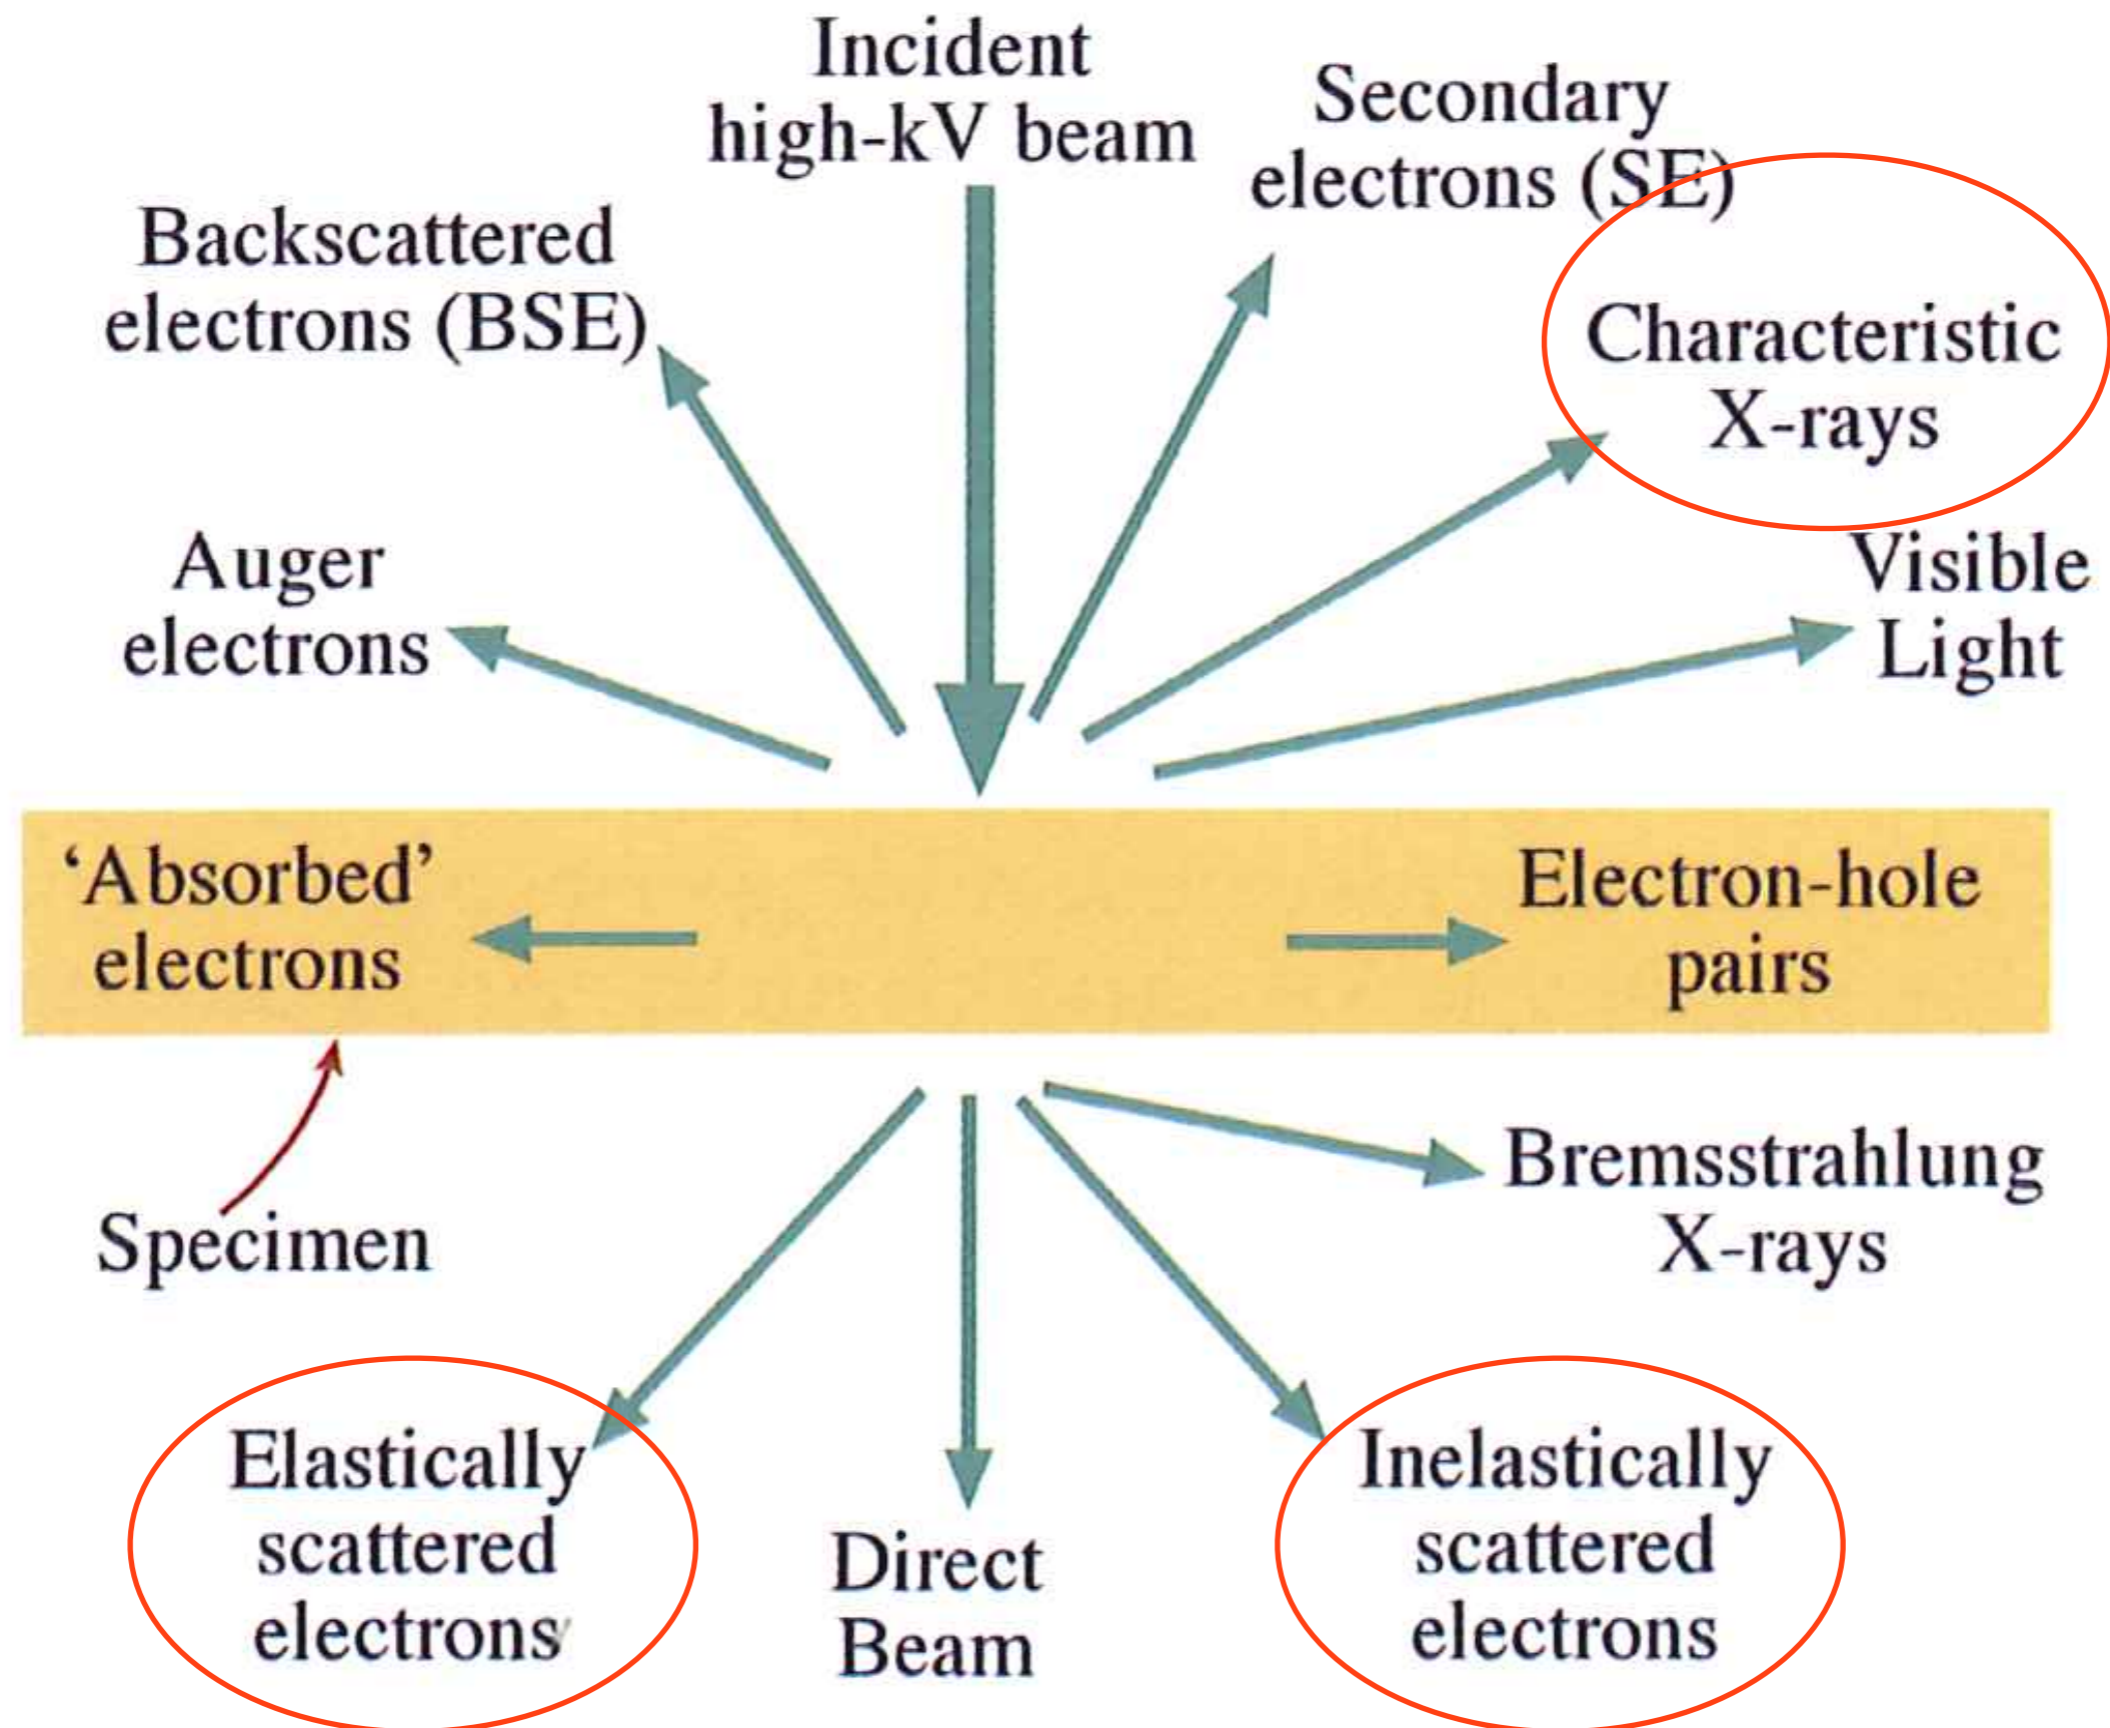 Incident
high-kV beam
Secondary
electrons (SE)
Backscattered
electrons (BSE)
Characteristic
X-rays
Auger
electrons
Visible
Light
‘Absorbed’
electrons
Electron-hole
pairs
Specimen
Bremsstrahlung
X-rays
Elastically
scattered
electrons
Direct
Beam
Inelastically
scattered
electrons